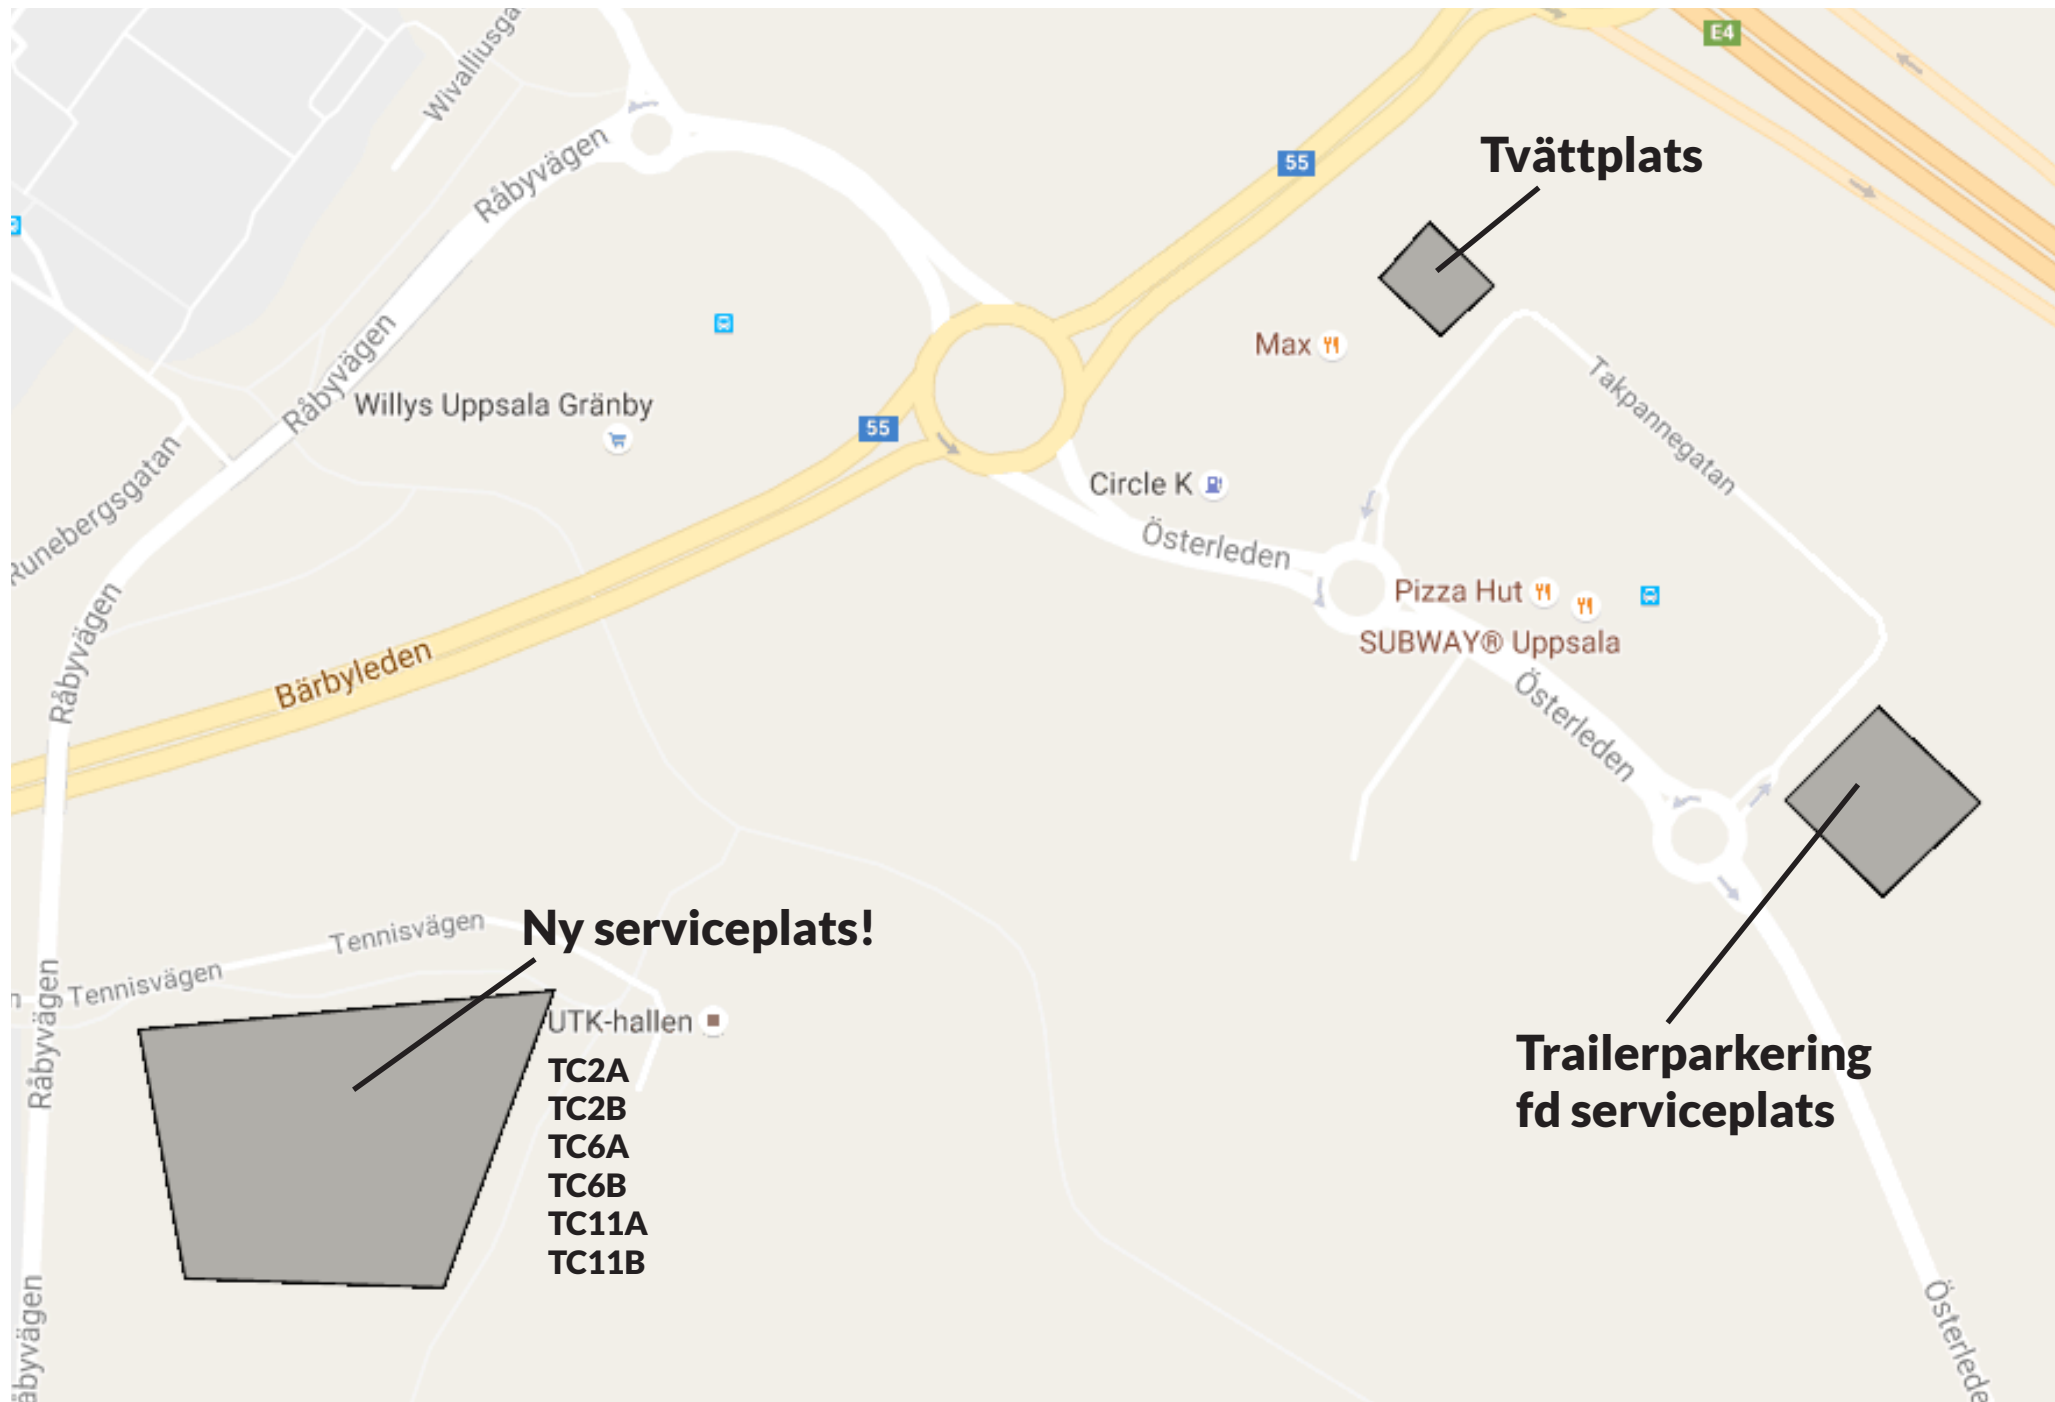 E4
Wivalliusga
Råbyvägen
55
Tvättplats
Max
Råbyvägen
Willys Uppsala Gränby
55
Takpannegatan
Runebergsgatan
Circle K
Österleden
Pizza Hut
SUBWAY® Uppsala
Råbyvägen
Bärbyleden
Österleden
Tennisvägen
Ny serviceplats!
Tennisvägen
n
Råbyvägen
UTK-hallen
TC2A
TC2B
TC6A
TC6B
TC11A
TC11B
Trailerparkering
fd serviceplats
åbyvägen
Österlede